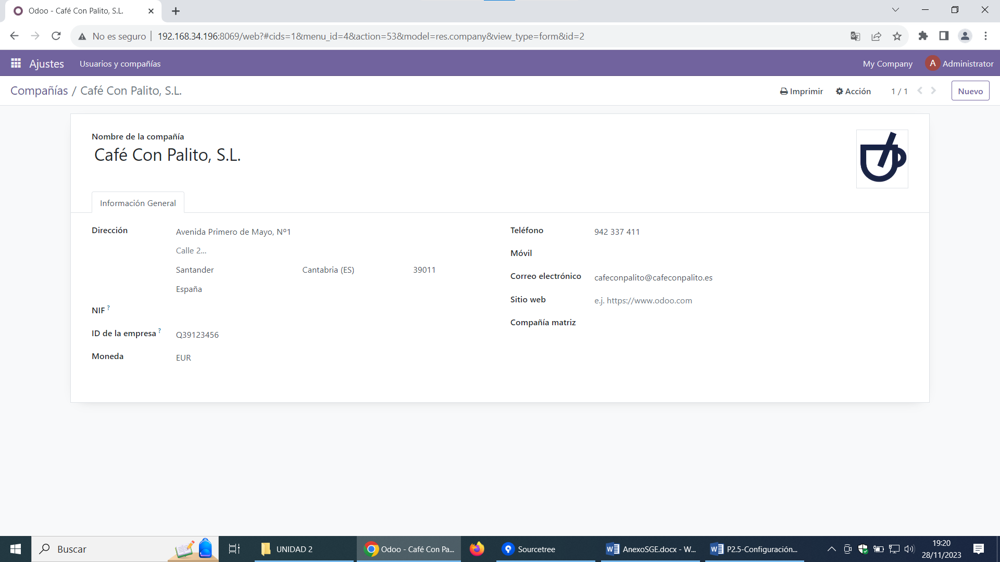 Odoo - Café Con Palito, S.L.
No es seguro
192.168.34.196:8069/web?#cids=1&menu_id=4&action=53&model=res.company&view_type=form&id=2
Ajustes
Usuarios y compañías
My Company
A
Administrator
Compañías / Café Con Palito, S.L.
Imprimir
Acción
1 / 1
Nuevo
Nombre de la compañía
Café Con Palito, S.L.
Información General
Dirección
Avenida Primero de Mayo, Nº1
Calle 2...
Santander
Cantabria (ES)
39011
España
NIF ?
ID de la empresa ?
Q39123456
Moneda
EUR
Teléfono
942 337 411
Móvil
Correo electrónico
cafeconpalito@cafeconpalito.es
Sitio web
e.j. https://www.odoo.com
Compañía matriz
Buscar
UNIDAD 2
Odoo - Café Con Pa...
Sourcetree
AnexoSGE.docx - W...
P2.5-Configuración...
19:20
28/11/2023